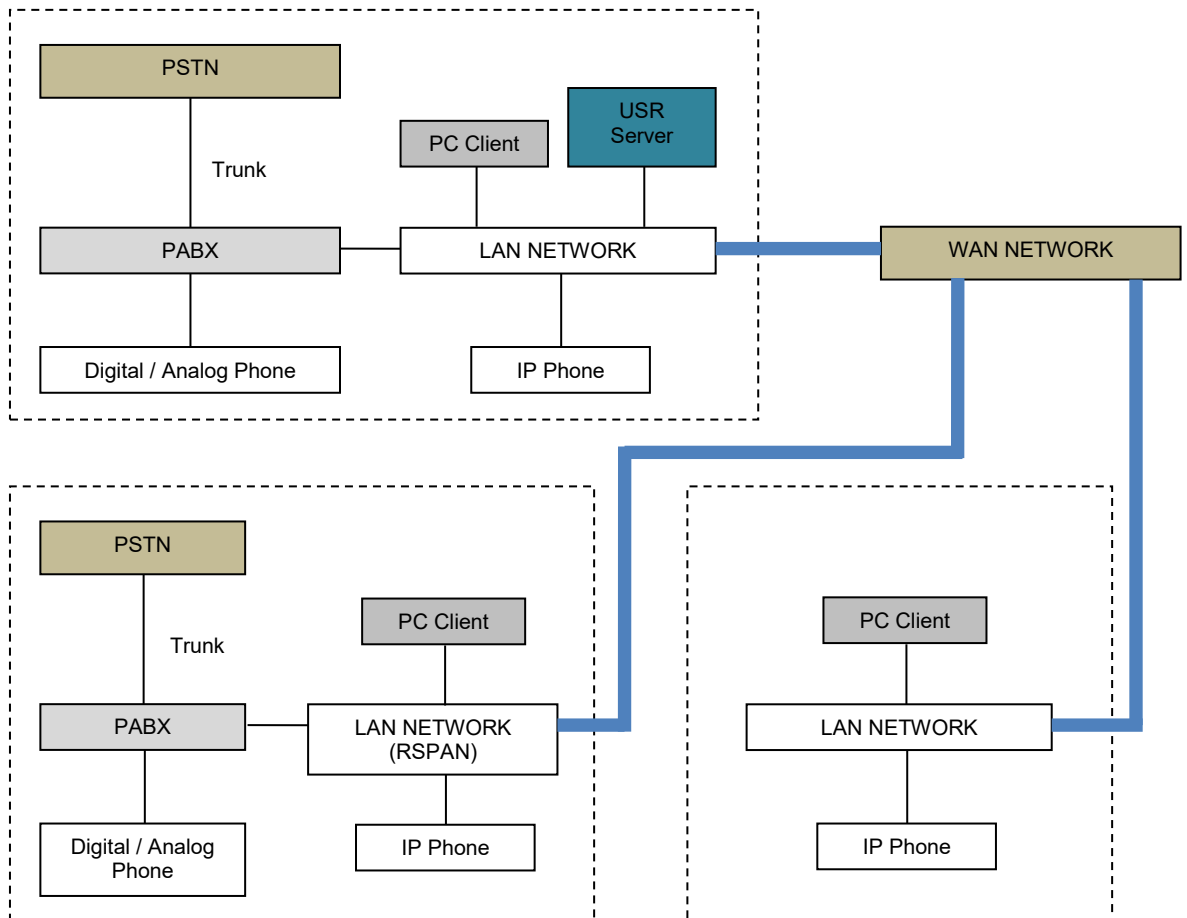 PSTN
USR
Server
PC Client
Trunk
PABX
LAN NETWORK
WAN NETWORK
Digital / Analog Phone
IP Phone
PSTN
PC Client
PC Client
Trunk
PABX
LAN NETWORK
(RSPAN)
LAN NETWORK
Digital / Analog
Phone
IP Phone
IP Phone